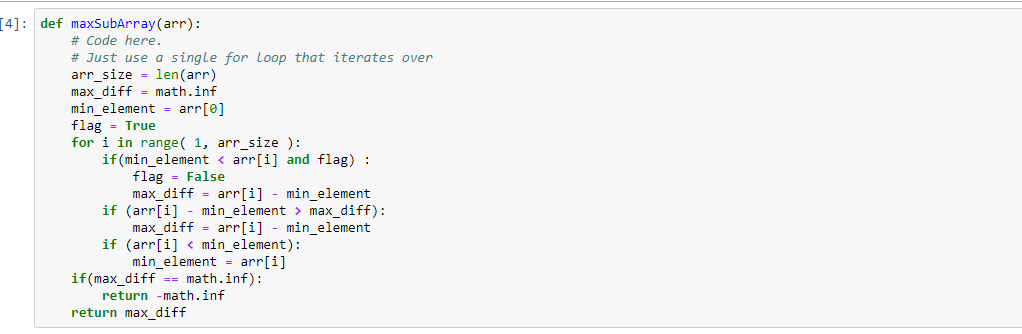 [4]: def maxSubArray(arr):
    # Code here.
    # Just use a single for loop that iterates over
    arr_size = len(arr)
    max_diff = math.inf
    min_element = arr[0]
    flag = True
    for i in range( 1, arr_size ):
        if(min_element < arr[i] and flag) :
            flag = False
            max_diff = arr[i] - min_element
        if (arr[i] - min_element > max_diff):
            max_diff = arr[i] - min_element
        if (arr[i] < min_element):
            min_element = arr[i]
    if(max_diff == math.inf):
        return -math.inf
    return max_diff